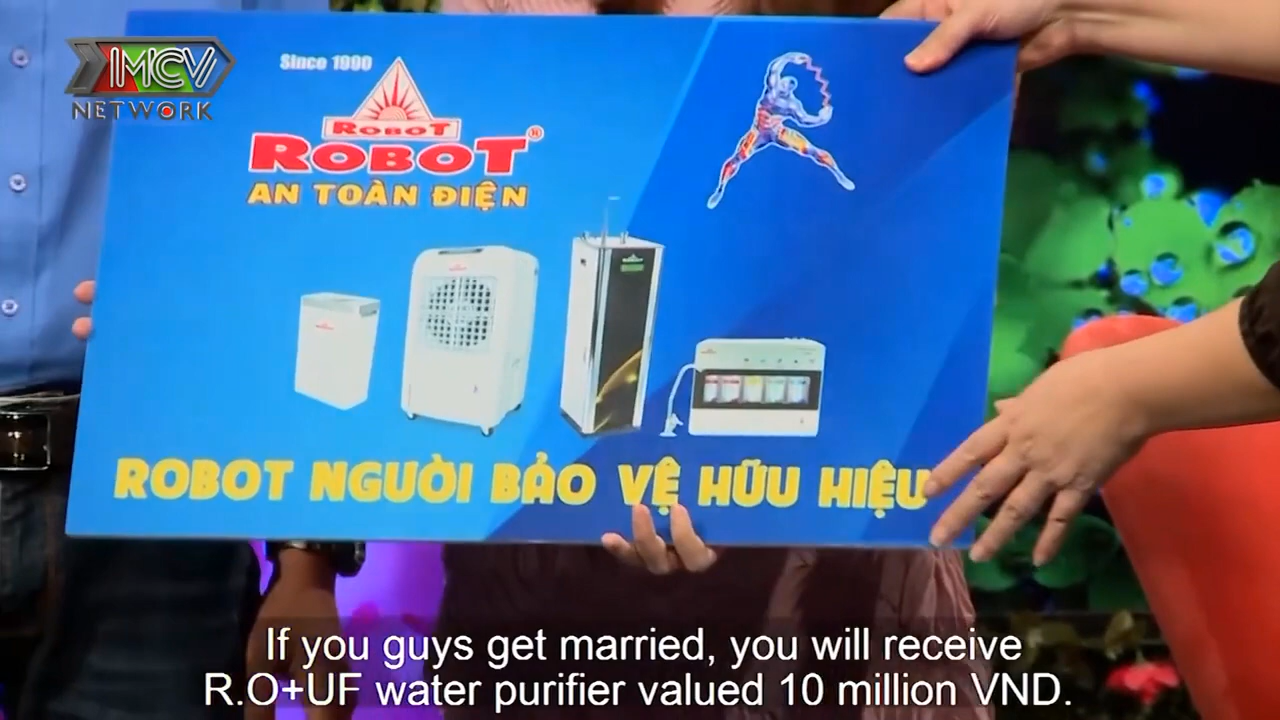 MCV
NETWORK
Since 1990
ROBOT
ROBOT®
AN TOÀN ĐIỆN
ROBOT NGƯỜI BẢO VỆ HỮU HIỆU
If you guys get married, you will receive
R.O+UF water purifier valued 10 million VND.